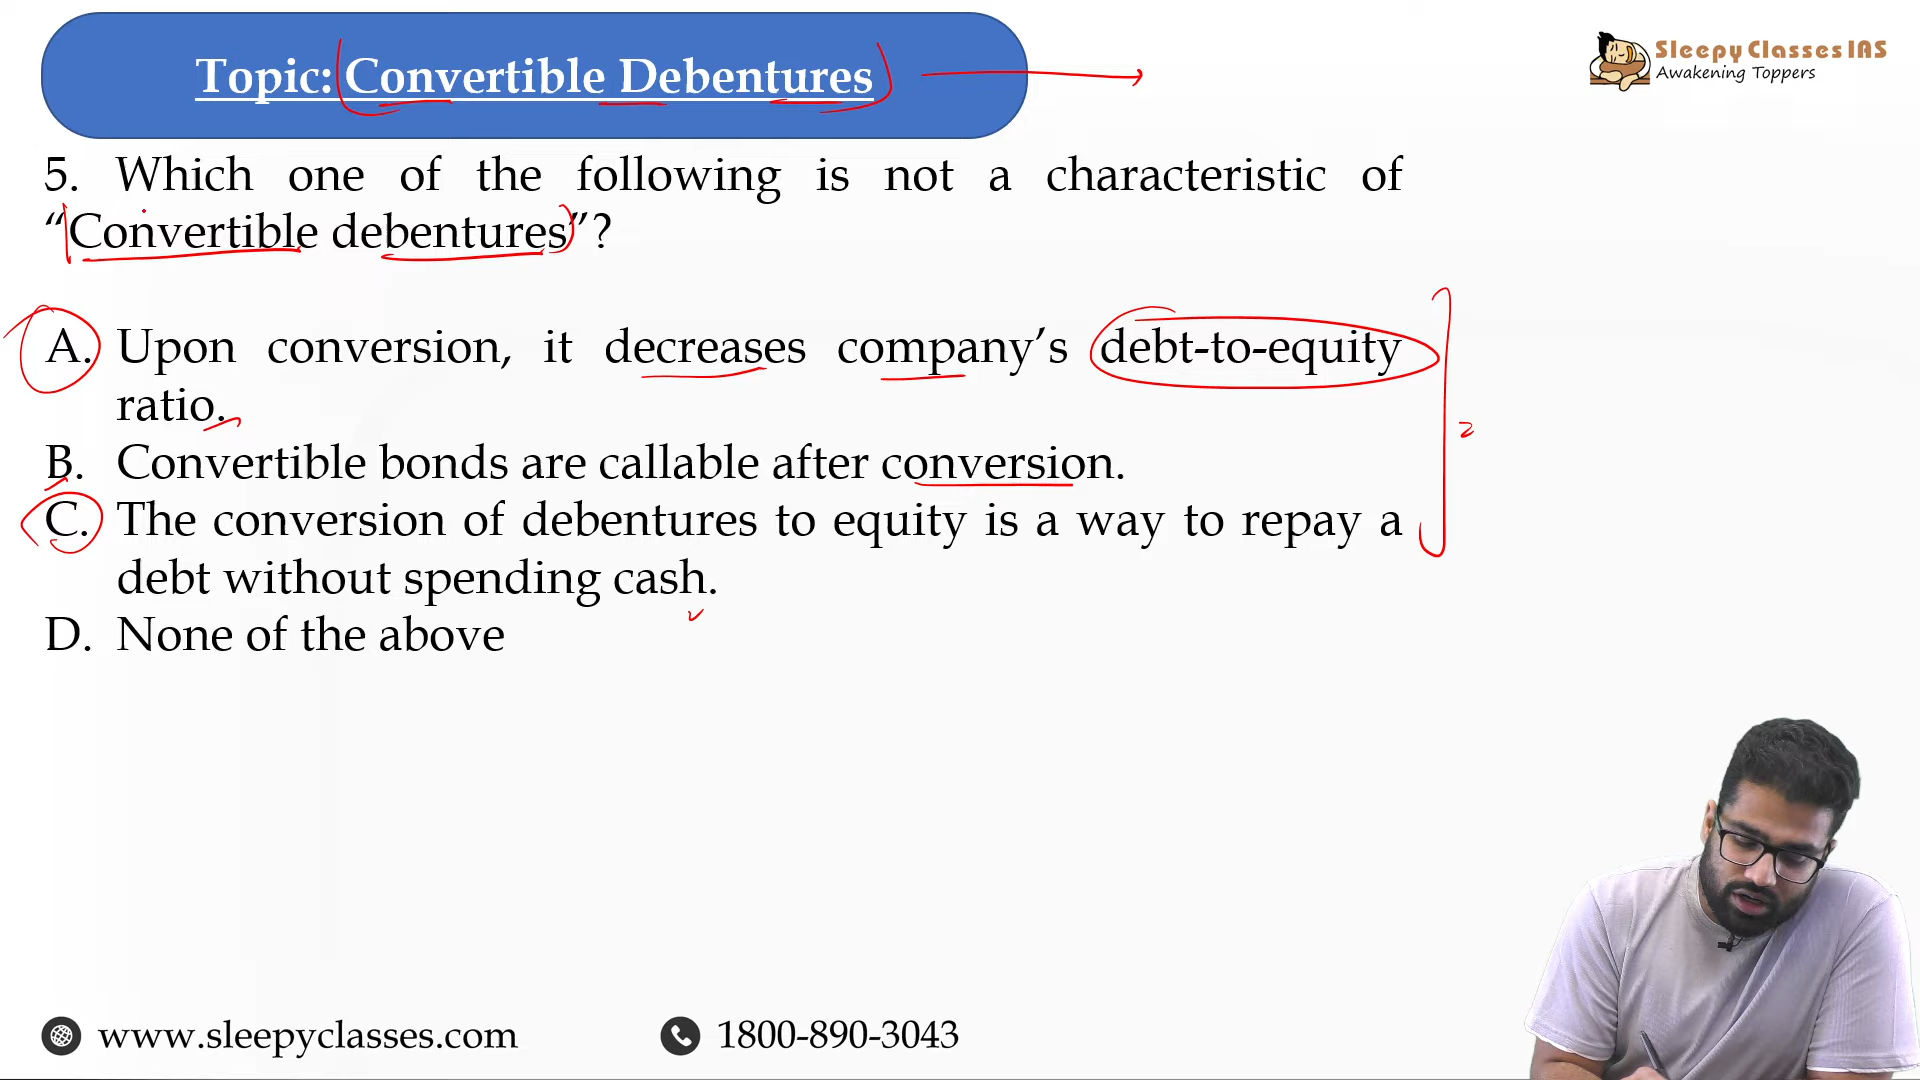 Topic: Convertible Debentures
Sleepy Classes IAS
Awakening Toppers
5. Which one of the following is not a characteristic of
“Convertible debentures”?
A. Upon conversion, it decreases company’s debt-to-equity
ratio.
B. Convertible bonds are callable after conversion.
C. The conversion of debentures to equity is a way to repay a
debt without spending cash.
D. None of the above
www.sleepyclasses.com
1800-890-3043